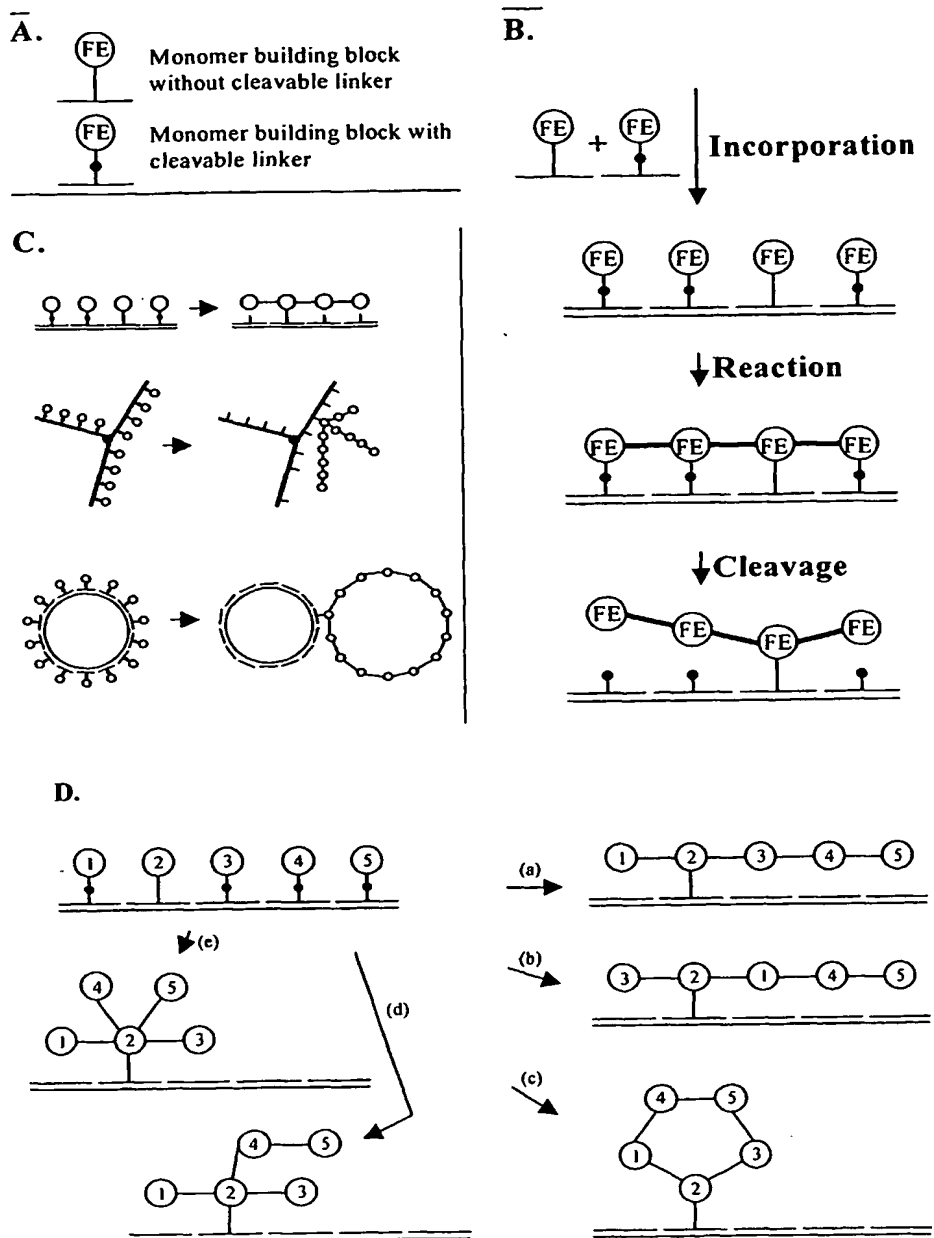 A.
FE
Monomer building block
without cleavable linker
FE
Monomer building block with
cleavable linker
B.
FE + FE
Incorporation
FE FE FE FE
Reaction
FE FE FE FE
Cleavage
FE FE FE FE
C.
D.
1 2 3 4 5
(a)
1 2 3 4 5
(b)
3 2 1 4 5
(c)
4 5
1 3
2
(d)
4 5
1 2 3
(e)
4 5
1 2 3